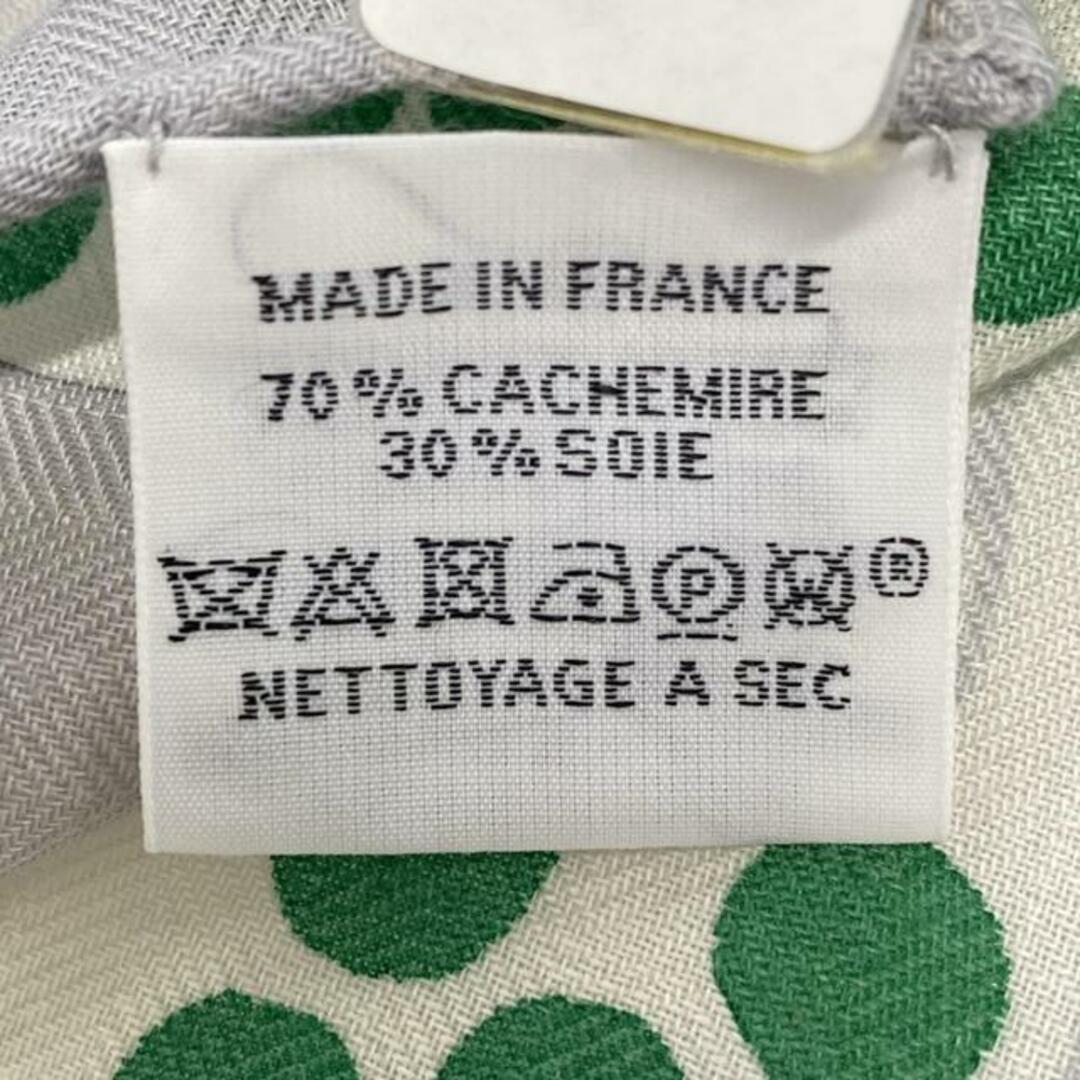 MADE IN FRANCE
70% CACHEMIRE
30% SOIE
P W ®
NETTOYAGE A SEC